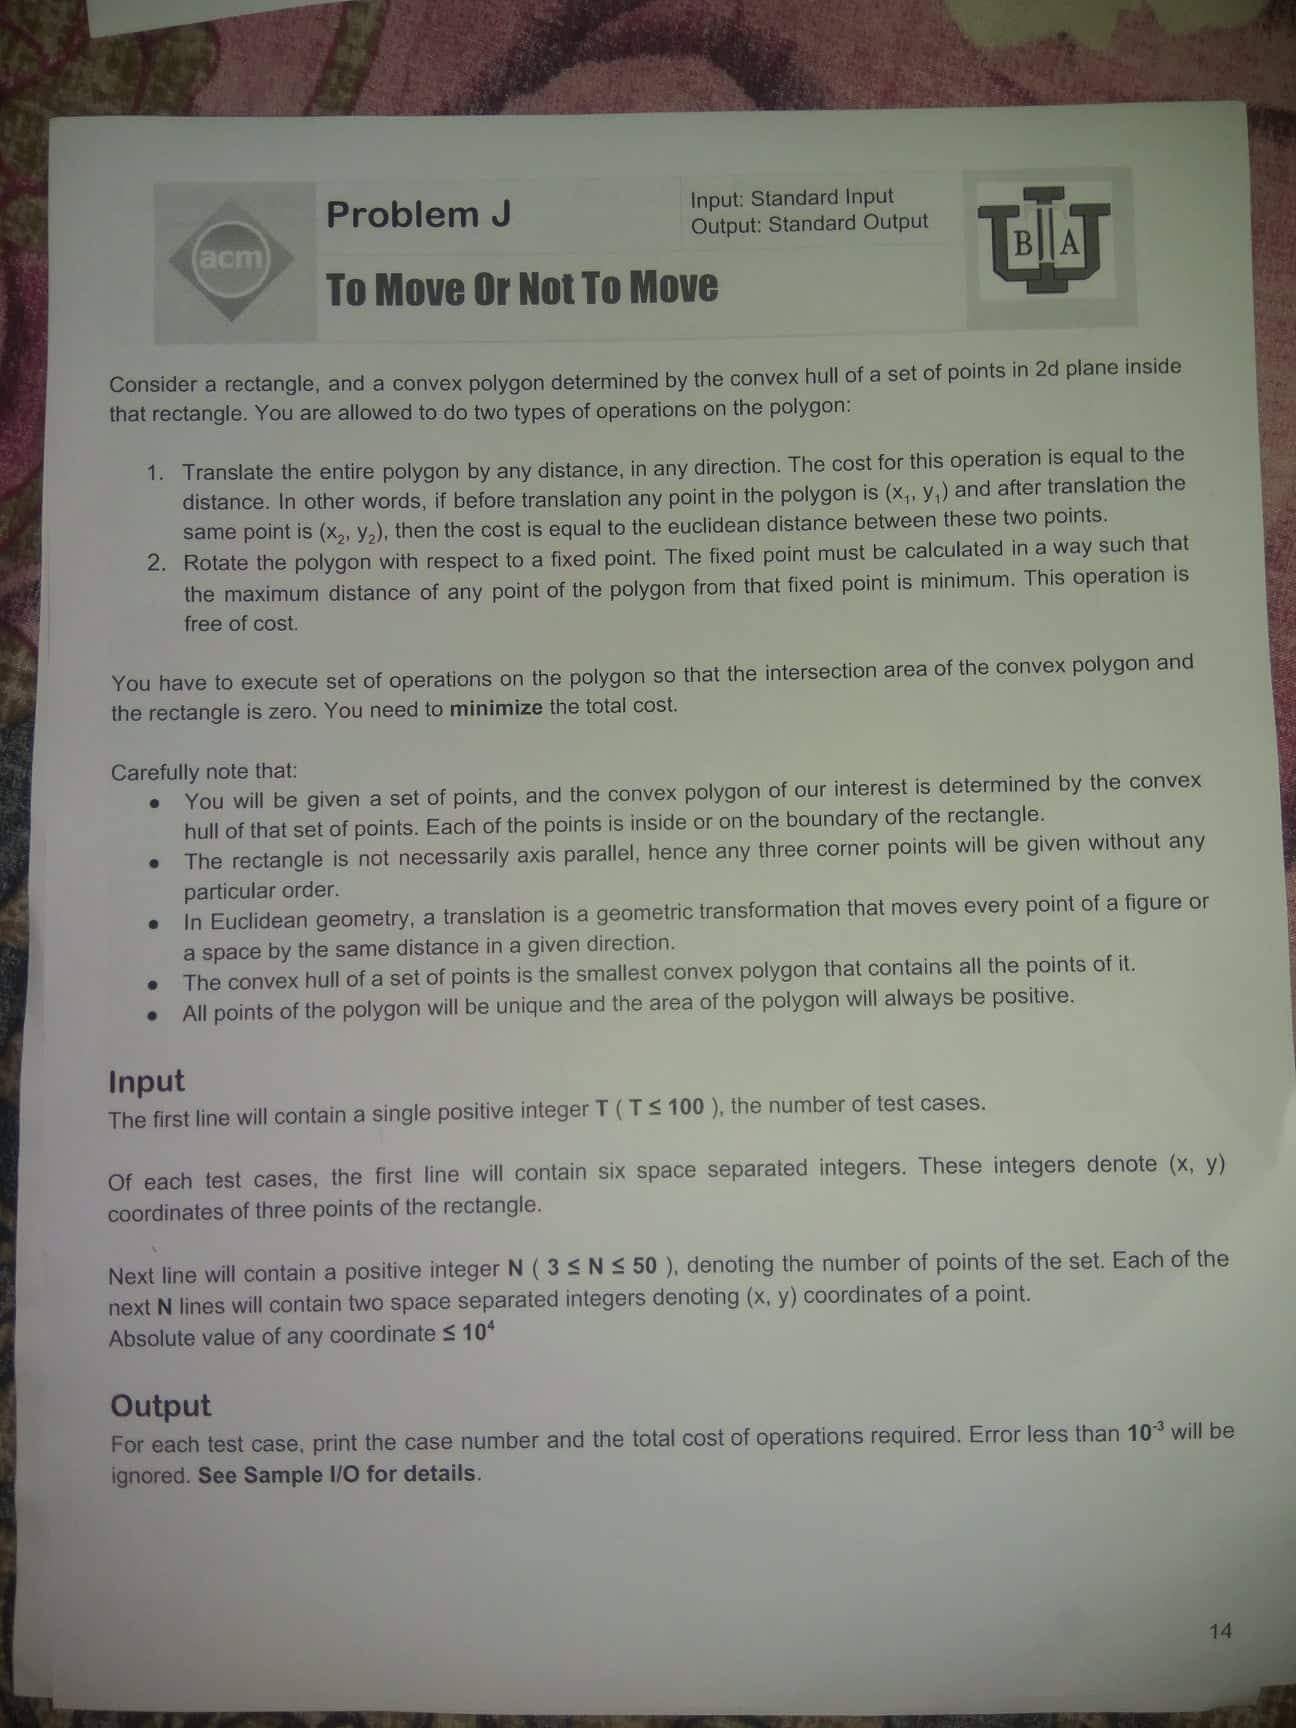 acm
Problem J
Input: Standard Input
Output: Standard Output
B A
To Move Or Not To Move
Consider a rectangle, and a convex polygon determined by the convex hull of a set of points in 2d plane inside
that rectangle. You are allowed to do two types of operations on the polygon:
1. Translate the entire polygon by any distance, in any direction. The cost for this operation is equal to the
distance. In other words, if before translation any point in the polygon is (x₁, y₁) and after translation the
same point is (x₂, y₂), then the cost is equal to the euclidean distance between these two points.
2. Rotate the polygon with respect to a fixed point. The fixed point must be calculated in a way such that
the maximum distance of any point of the polygon from that fixed point is minimum. This operation is
free of cost.
You have to execute set of operations on the polygon so that the intersection area of the convex polygon and
the rectangle is zero. You need to minimize the total cost.
Carefully note that:
● You will be given a set of points, and the convex polygon of our interest is determined by the convex
hull of that set of points. Each of the points is inside or on the boundary of the rectangle.
● The rectangle is not necessarily axis parallel, hence any three corner points will be given without any
particular order.
● In Euclidean geometry, a translation is a geometric transformation that moves every point of a figure or
a space by the same distance in a given direction.
● The convex hull of a set of points is the smallest convex polygon that contains all the points of it.
● All points of the polygon will be unique and the area of the polygon will always be positive.
Input
The first line will contain a single positive integer T ( T ≤ 100 ), the number of test cases.
Of each test cases, the first line will contain six space separated integers. These integers denote (x, y)
coordinates of three points of the rectangle.
Next line will contain a positive integer N ( 3 ≤ N ≤ 50 ), denoting the number of points of the set. Each of the
next N lines will contain two space separated integers denoting (x, y) coordinates of a point.
Absolute value of any coordinate ≤ 10⁴
Output
For each test case, print the case number and the total cost of operations required. Error less than 10⁻³ will be
ignored. See Sample I/O for details.
14